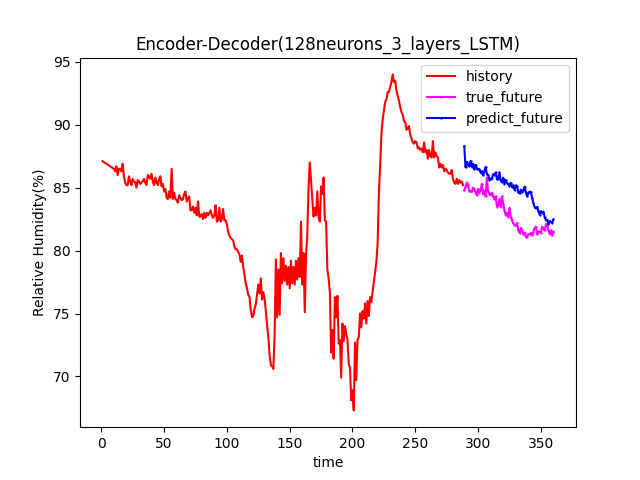 Encoder-Decoder(128neurons_3_layers_LSTM)
history
true_future
predict_future
95
90
85
80
75
70
Relative Humidity(%)
0
50
100
150
200
250
300
350
time